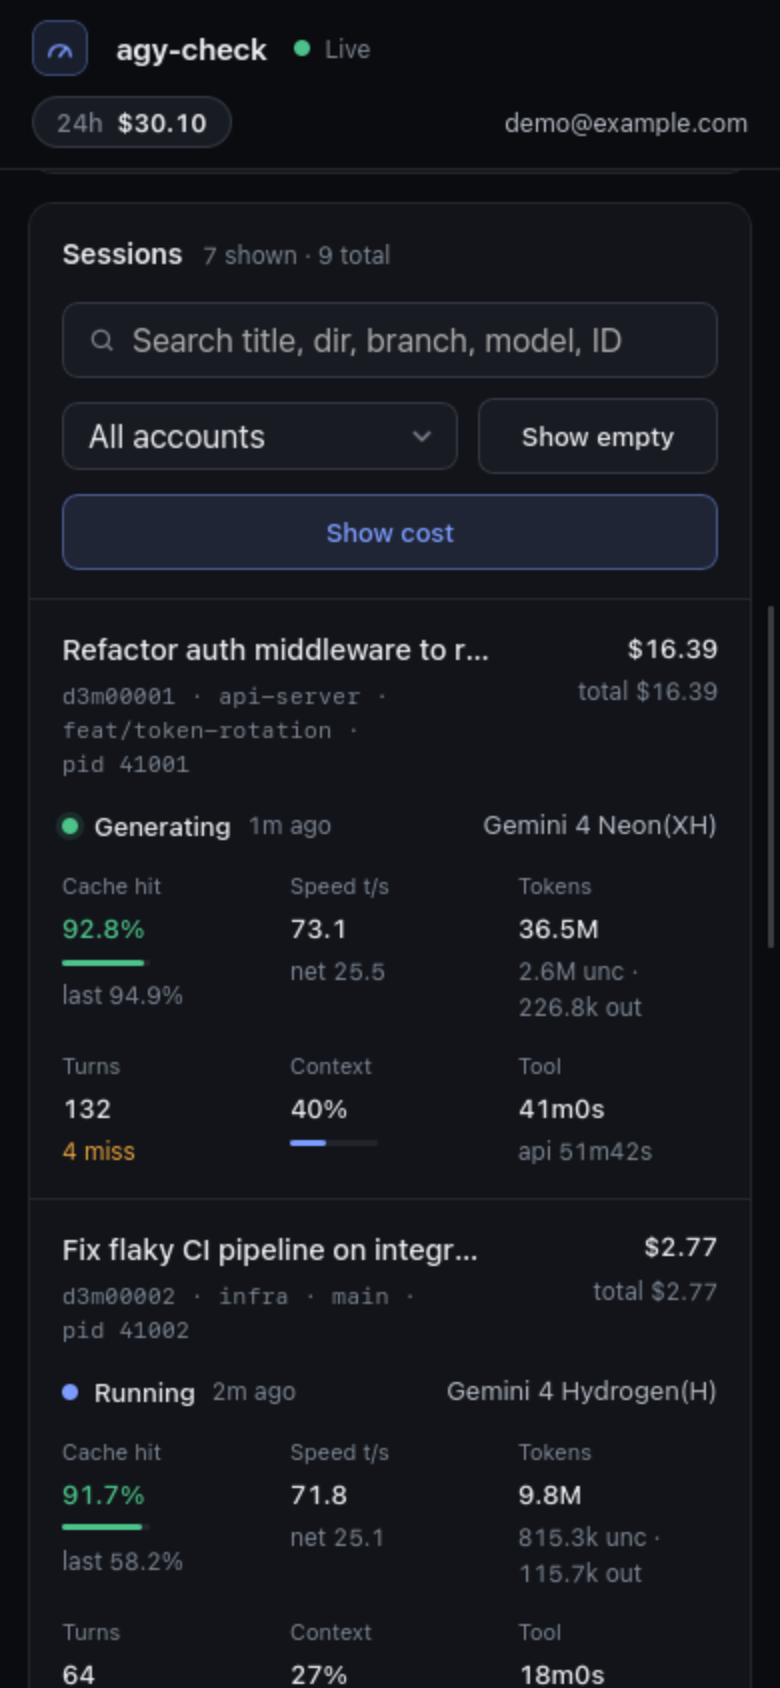 agy-check Live
24h $30.10 demo@example.com
Sessions 7 shown · 9 total
Search title, dir, branch, model, ID
All accounts Show empty
Show cost
Refactor auth middleware to r... $16.39
d3m00001 · api-server · total $16.39
feat/token-rotation ·
pid 41001
Generating 1m ago Gemini 4 Neon(XH)
Cache hit Speed t/s Tokens
92.8% 73.1 36.5M
net 25.5 2.6M unc ·
last 94.9% 226.8k out
Turns Context Tool
132 40% 41m0s
4 miss api 51m42s
Fix flaky CI pipeline on integr... $2.77
d3m00002 · infra · main · total $2.77
pid 41002
Running 2m ago Gemini 4 Hydrogen(H)
Cache hit Speed t/s Tokens
91.7% 71.8 9.8M
net 25.1 815.3k unc ·
last 58.2% 115.7k out
Turns Context Tool
64 27% 18m0s